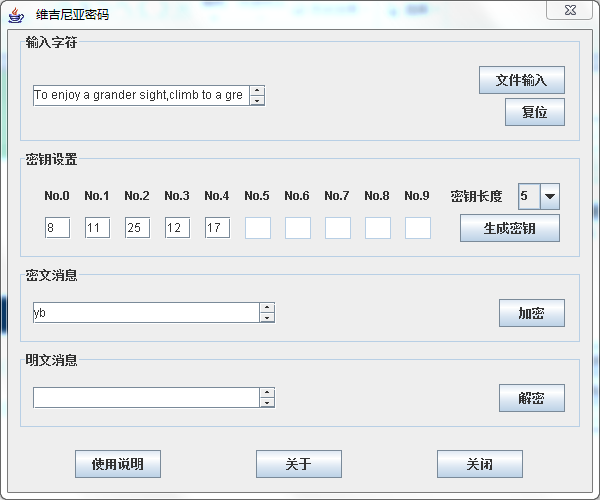 维吉尼亚密码
输入字符
To enjoy a grander sight,climb to a gre
文件输入
复位
密钥设置
No.0 No.1 No.2 No.3 No.4 No.5 No.6 No.7 No.8 No.9 密钥长度 5
8 11 25 12 17 生成密钥
密文消息
yb 加密
明文消息
解密
使用说明 关于 关闭